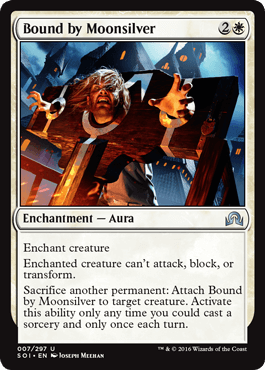 Bound by Moonsilver 2
Enchantment — Aura
Enchant creature
Enchanted creature can't attack, block, or
transform.
Sacrifice another permanent: Attach Bound
by Moonsilver to target creature. Activate
this ability only any time you could cast a
sorcery and only once each turn.
007/297 U
SOI • EN Joseph Meehan
™ & © 2016 Wizards of the Coast